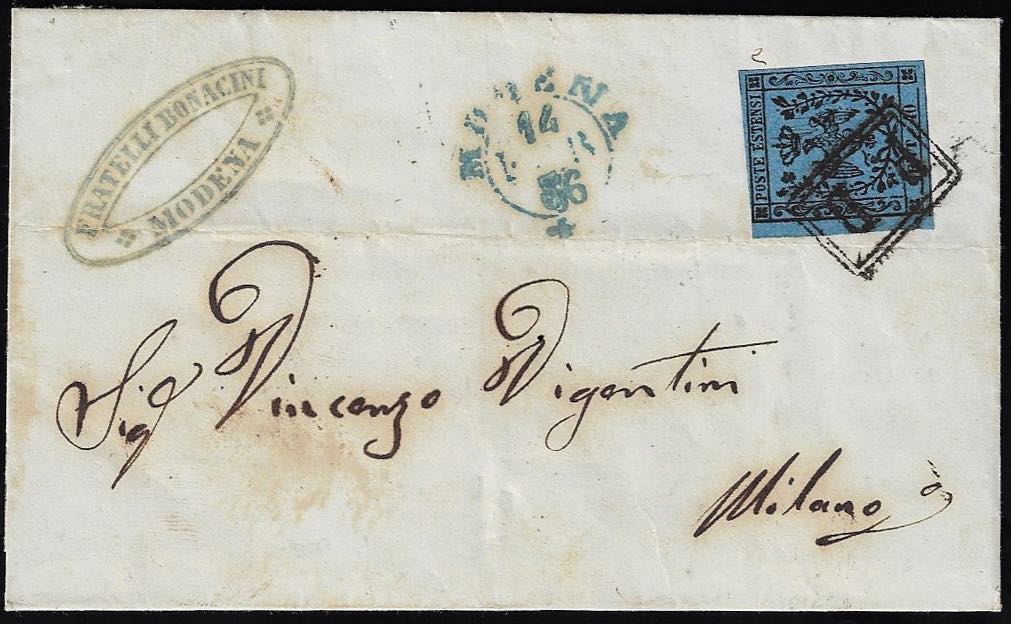 FRATELLI BONACINI
MODENA
MODENA
14
56
POSTE ESTENSI
P D
Sig Vincenzo Vigentini
Milano